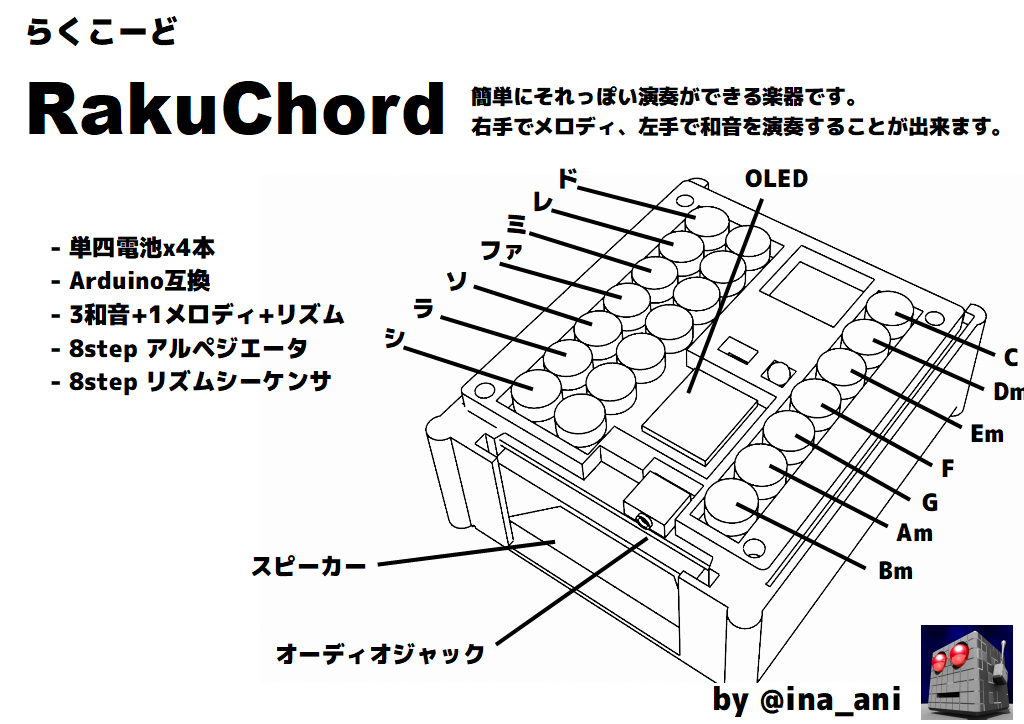 らくこーど
RakuChord
簡単にそれっぽい演奏ができる楽器です。
右手でメロディ、左手で和音を演奏することが出来ます。
- 単四電池x4本
- Arduino互換
- 3和音+1メロディ+リズム
- 8step アルペジエータ
- 8step リズムシーケンサ
ド
レ
ミ
ファ
ソ
ラ
シ
OLED
C
Dm
Em
F
G
Am
Bm
スピーカー
オーディオジャック
by @ina_ani